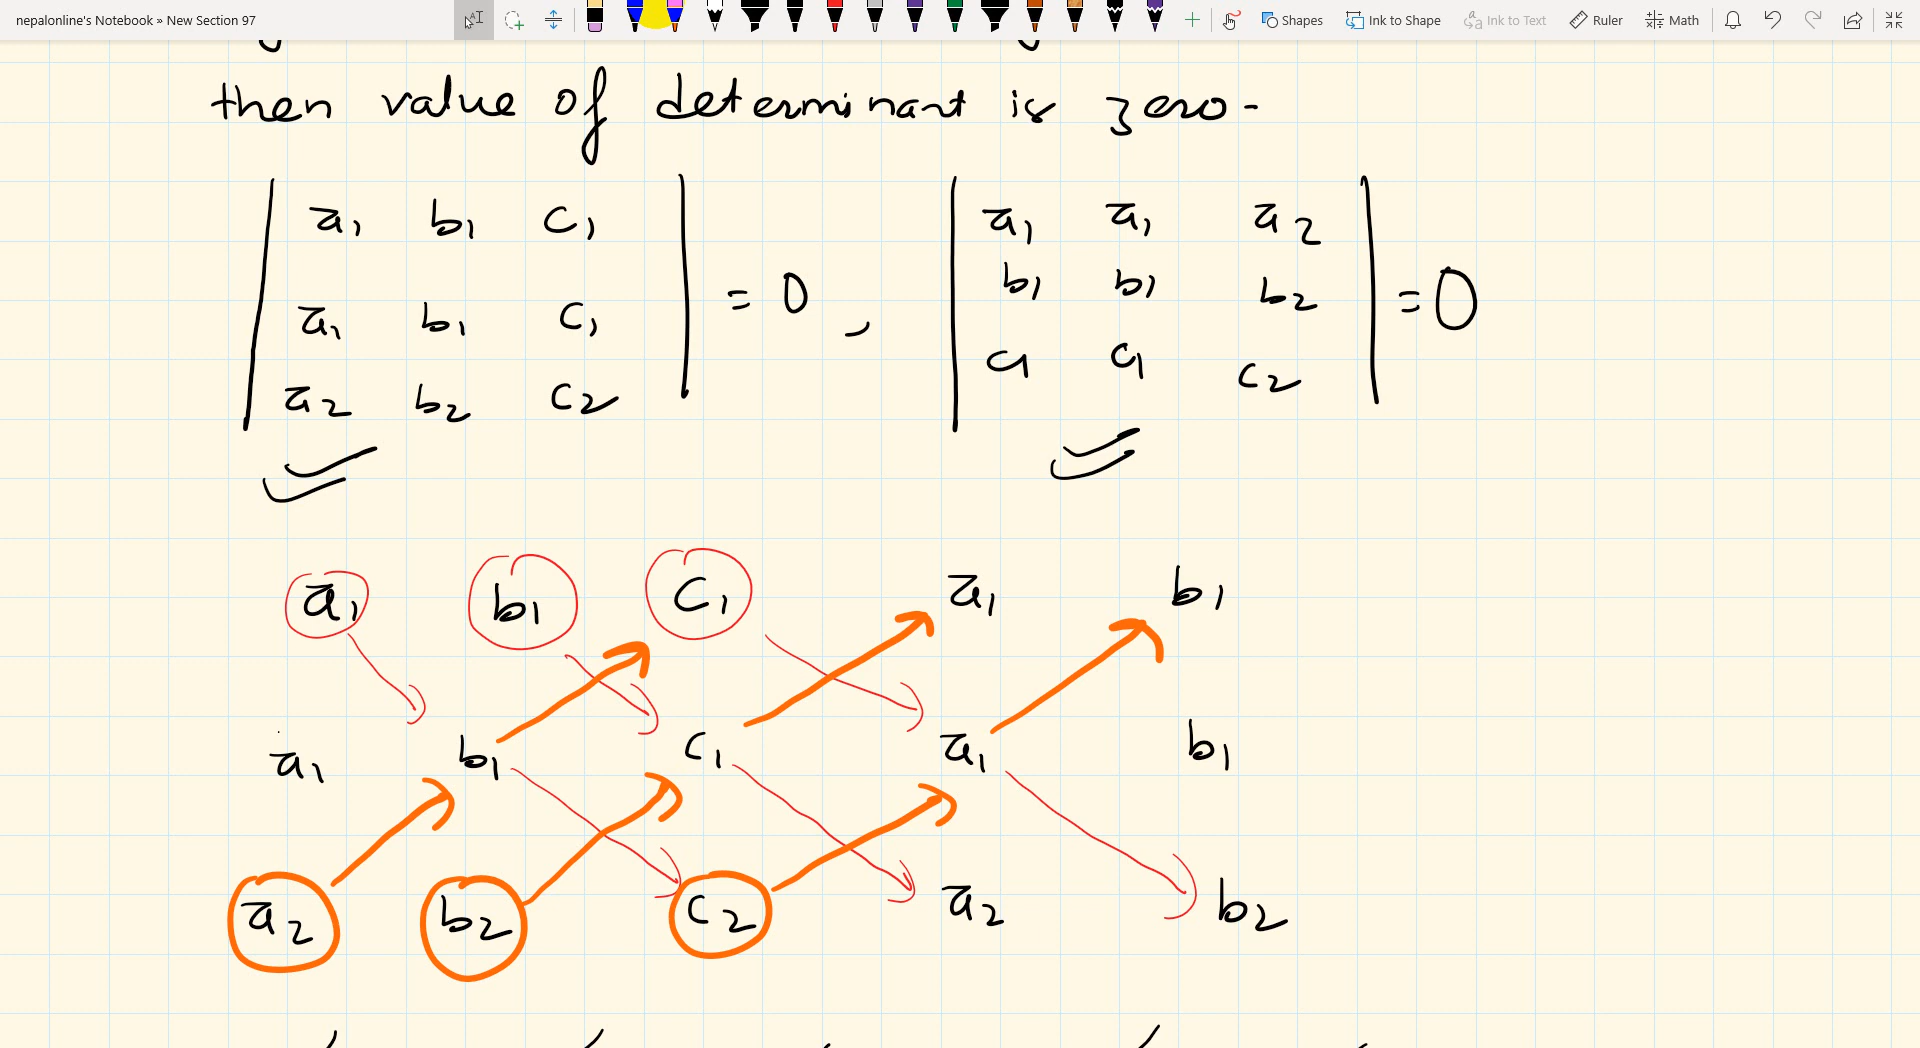 nepalonline's Notebook » New Section 97
Shapes Ink to Shape Ink to Text Ruler Math
then value of determinant is zero-
a1 b1 c1
a1 b1 c1 = 0 ,
a2 b2 c2
a1 a1 a2
b1 b1 b2 = 0
c1 c1 c2
a1 b1 c1 a1 b1
a1 b1 c1 a1 b1
a2 b2 c2 a2 b2